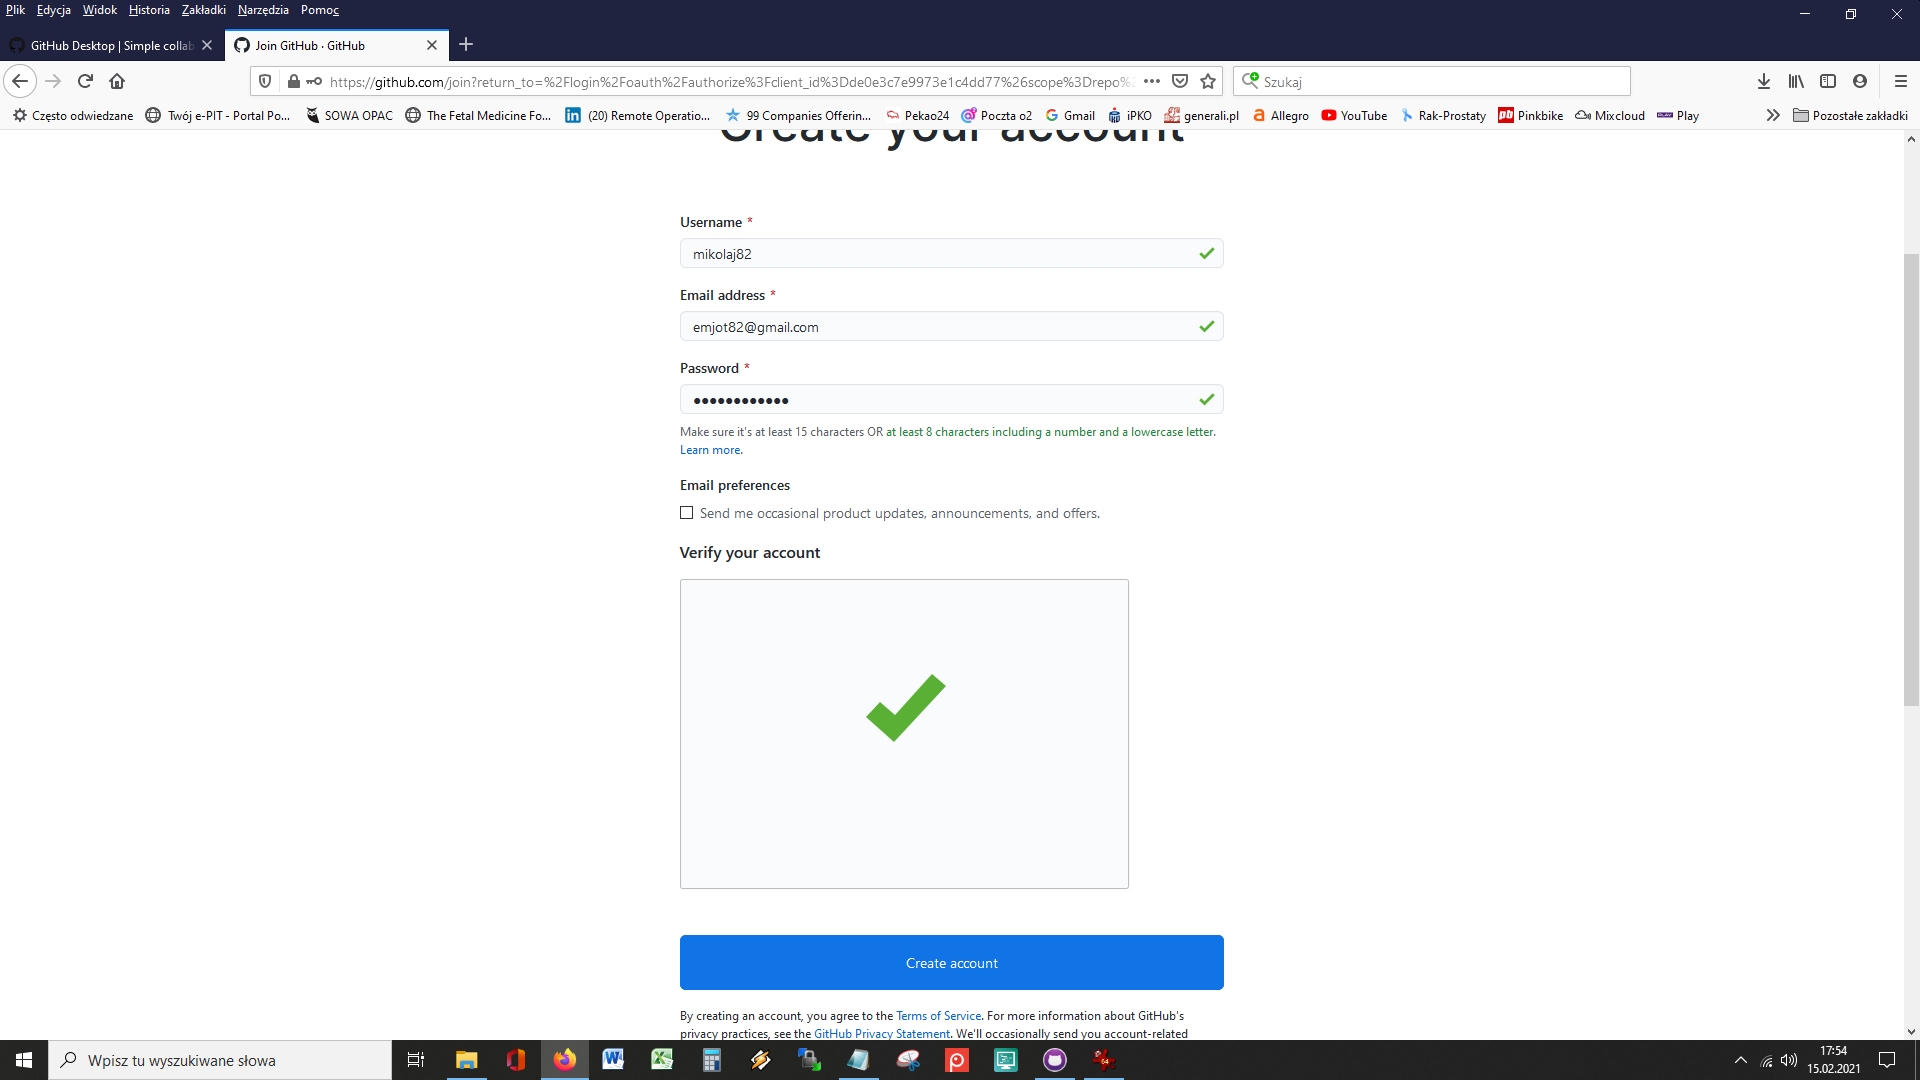 Plik Edycja Widok Historia Zakładki Narzędzia Pomoc
GitHub Desktop | Simple collab
Join GitHub · GitHub
https://github.com/join?return_to=%2Flogin%2Foauth%2Fauthorize%3Fclient_id%3Dde0e3c7e9973e1c4dd77%26scope%3Drepo%2
Szukaj
Często odwiedzane Twój e-PIT - Portal Po... SOWA OPAC The Fetal Medicine Fo... (20) Remote Operatio... 99 Companies Offerin... Pekao24 Poczta o2 Gmail iPKO generali.pl Allegro YouTube Rak-Prostaty Pinkbike Mixcloud Play Pozostałe zakładki
Create your account
Username *
mikolaj82
Email address *
emjot82@gmail.com
Password *
Make sure it's at least 15 characters OR at least 8 characters including a number and a lowercase letter.
Learn more.
Email preferences
Send me occasional product updates, announcements, and offers.
Verify your account
Create account
By creating an account, you agree to the Terms of Service. For more information about GitHub's
privacy practices, see the GitHub Privacy Statement. We'll occasionally send you account-related
Wpisz tu wyszukiwane słowa
17:54
15.02.2021